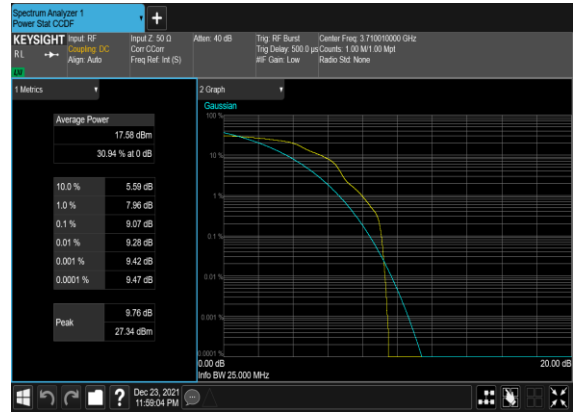 Spectrum Analyzer 1
Power Stat CCDF
KEYSIGHT
RL
Input: RF
Coupling: DC
Align: Auto
Input Z: 50 Ω
Corr CCorr
Freq Ref: Int (S)
Atten: 40 dB
Trig: RF Burst
Trig Delay: 500.0 µs
#IF Gain: Low
Center Freq: 3.710010000 GHz
Counts: 1.00 M/1.00 Mpt
Radio Std: None
1 Metrics
Average Power
17.58 dBm
30.94 % at 0 dB
10.0 % 5.59 dB
1.0 % 7.96 dB
0.1 % 9.07 dB
0.01 % 9.28 dB
0.001 % 9.42 dB
0.0001 % 9.47 dB
Peak
9.76 dB
27.34 dBm
2 Graph
Gaussian
100 %
10 %
1 %
0.1 %
0.01 %
0.001 %
0.0001 %
0.00 dB 20.00 dB
Info BW 25.000 MHz
Dec 23, 2021
11:59:04 PM